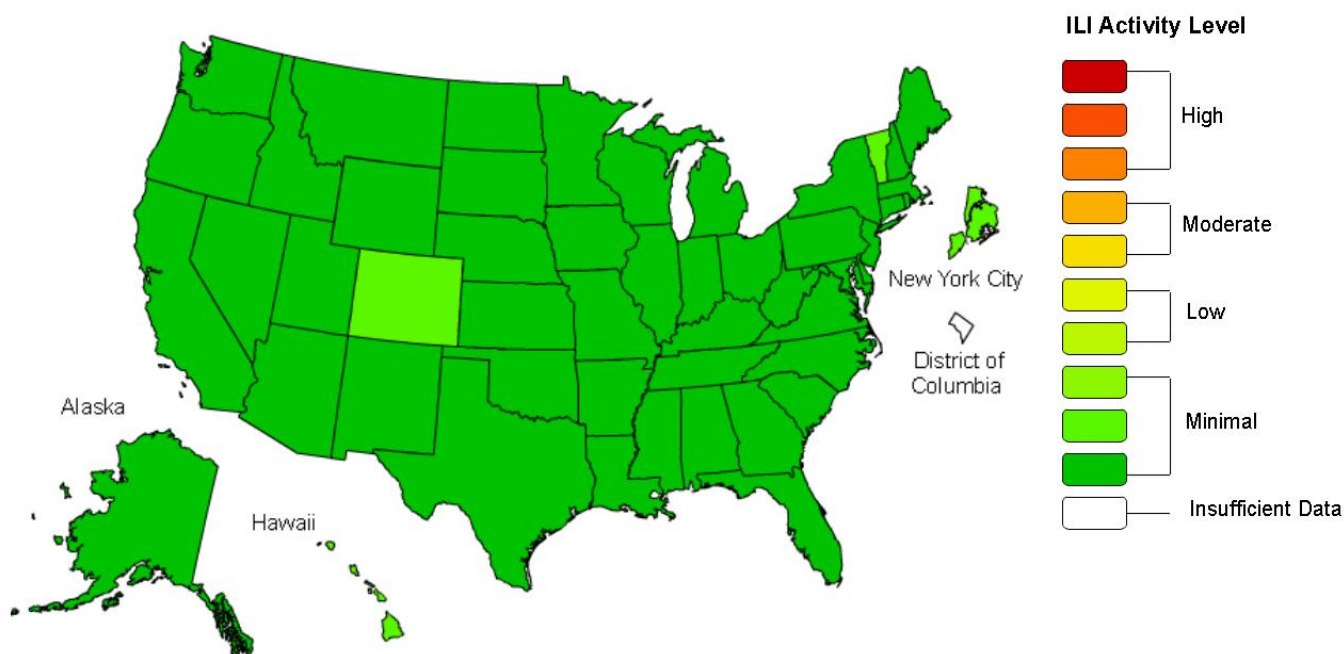 ILI Activity Level
High
Moderate
Low
Minimal
Insufficient Data
New York City
District of
Columbia
Alaska
Hawaii